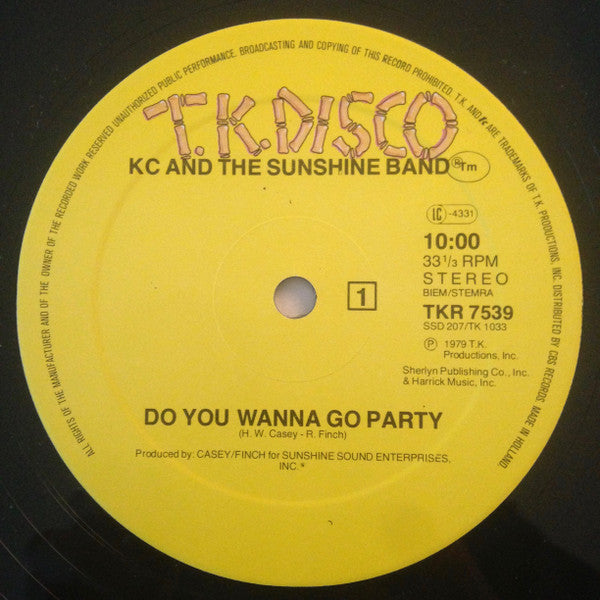 ALL RIGHTS OF THE MANUFACTURER AND OF THE OWNER OF THE RECORDED WORK RESERVED UNAUTHORIZED PUBLIC PERFORMANCE, BROADCASTING AND COPYING OF THIS RECORD PROHIBITED. T.K. AND ARE TRADEMARKS OF T.K. PRODUCTIONS, INC. DISTRIBUTED BY CBS RECORDS. MADE IN HOLLAND.
T.K. DISCO
KC AND THE SUNSHINE BAND
® Tm
LC -4331
10:00
33 1/3 RPM
STEREO
BIEM/STEMRA
1
TKR 7539
SSD 207/TK 1033
℗ 1979 T.K.
Productions, Inc.
Sherlyn Publishing Co., Inc.
& Harrick Music, Inc.
DO YOU WANNA GO PARTY
(H. W. Casey - R. Finch)
Produced by: CASEY/FINCH for SUNSHINE SOUND ENTERPRISES,
INC.*